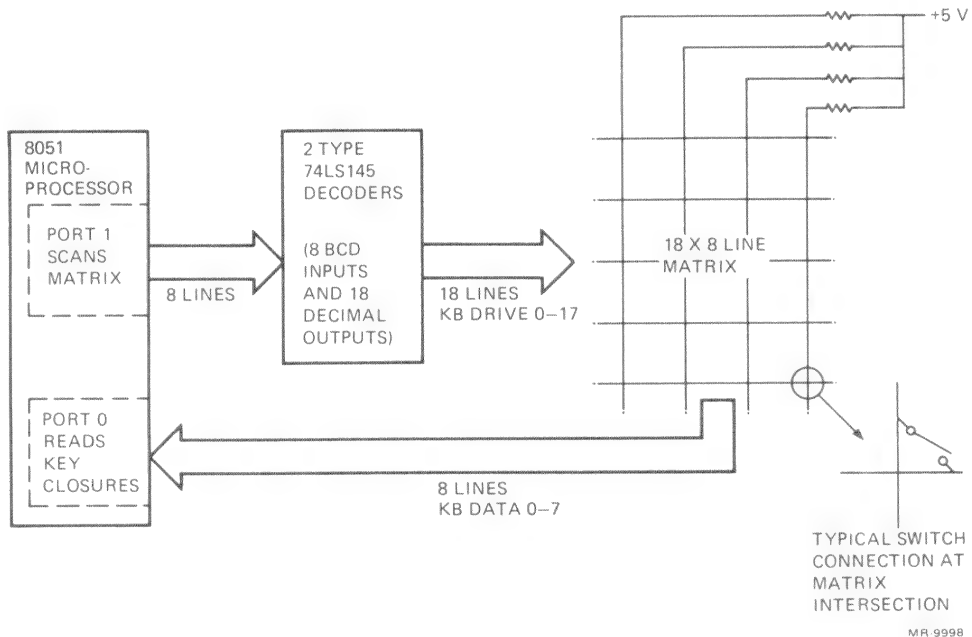 +5 V
8051
MICRO-
PROCESSOR
PORT 1
SCANS
MATRIX
8 LINES
2 TYPE
74LS145
DECODERS
(8 BCD
INPUTS
AND 18
DECIMAL
OUTPUTS)
18 LINES
KB DRIVE 0–17
18 X 8 LINE
MATRIX
PORT 0
READS
KEY
CLOSURES
8 LINES
KB DATA 0–7
TYPICAL SWITCH
CONNECTION AT
MATRIX
INTERSECTION
MR-9998